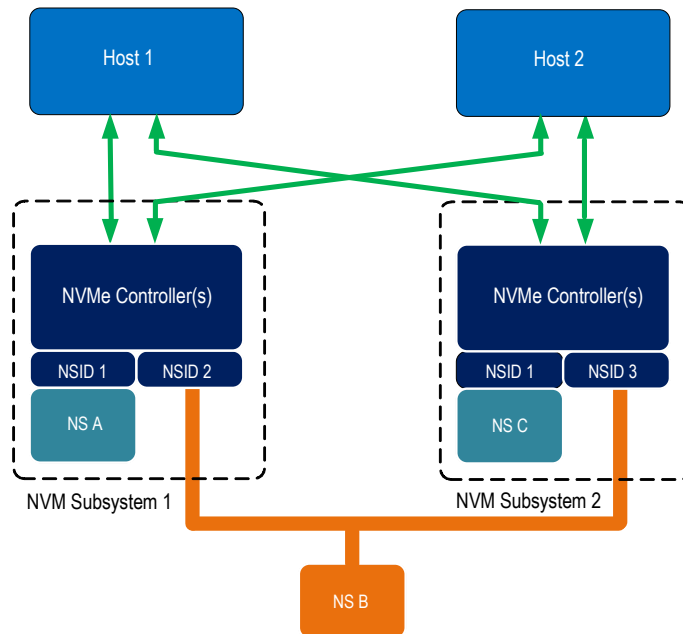 Host 1
Host 2
NVMe Controller(s)
NVMe Controller(s)
NSID 1
NSID 2
NSID 1
NSID 3
NS A
NS C
NVM Subsystem 1
NVM Subsystem 2
NS B